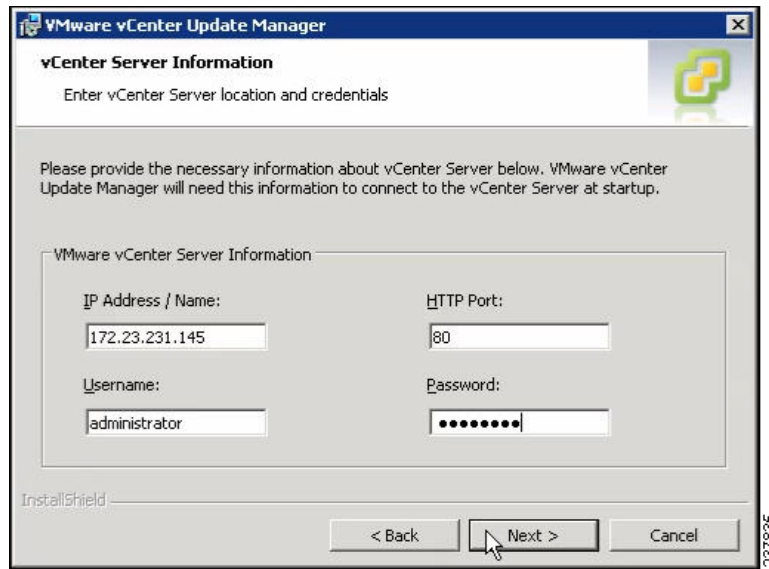 VMware vCenter Update Manager
vCenter Server Information
Enter vCenter Server location and credentials
Please provide the necessary information about vCenter Server below. VMware vCenter
Update Manager will need this information to connect to the vCenter Server at startup.
VMware vCenter Server Information
IP Address / Name:
HTTP Port:
172.23.231.145
80
Username:
Password:
administrator
●●●●●●●●
InstallShield
< Back
Next >
Cancel